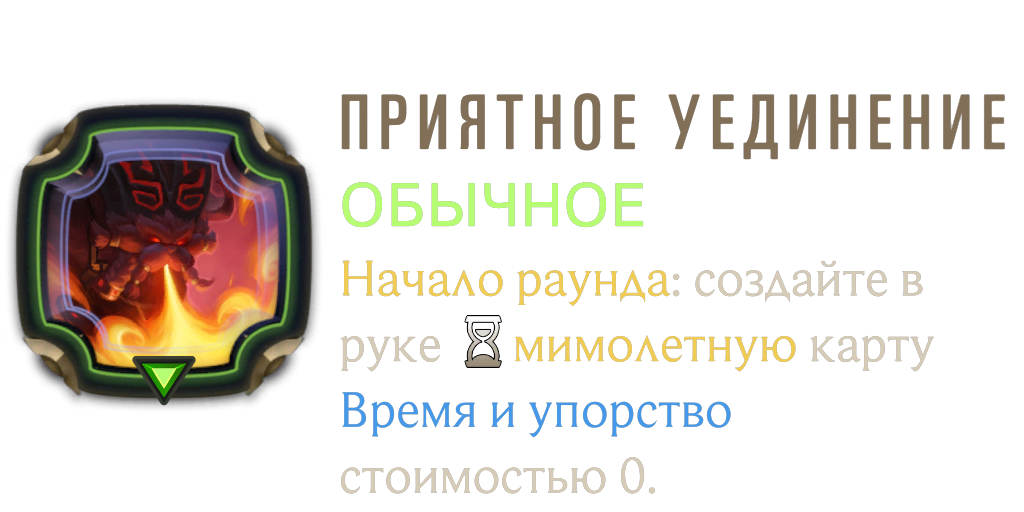 ПРИЯТНОЕ УЕДИНЕНИЕ
ОБЫЧНОЕ
Начало раунда: создайте в
руке мимолетную карту
Время и упорство
стоимостью 0.